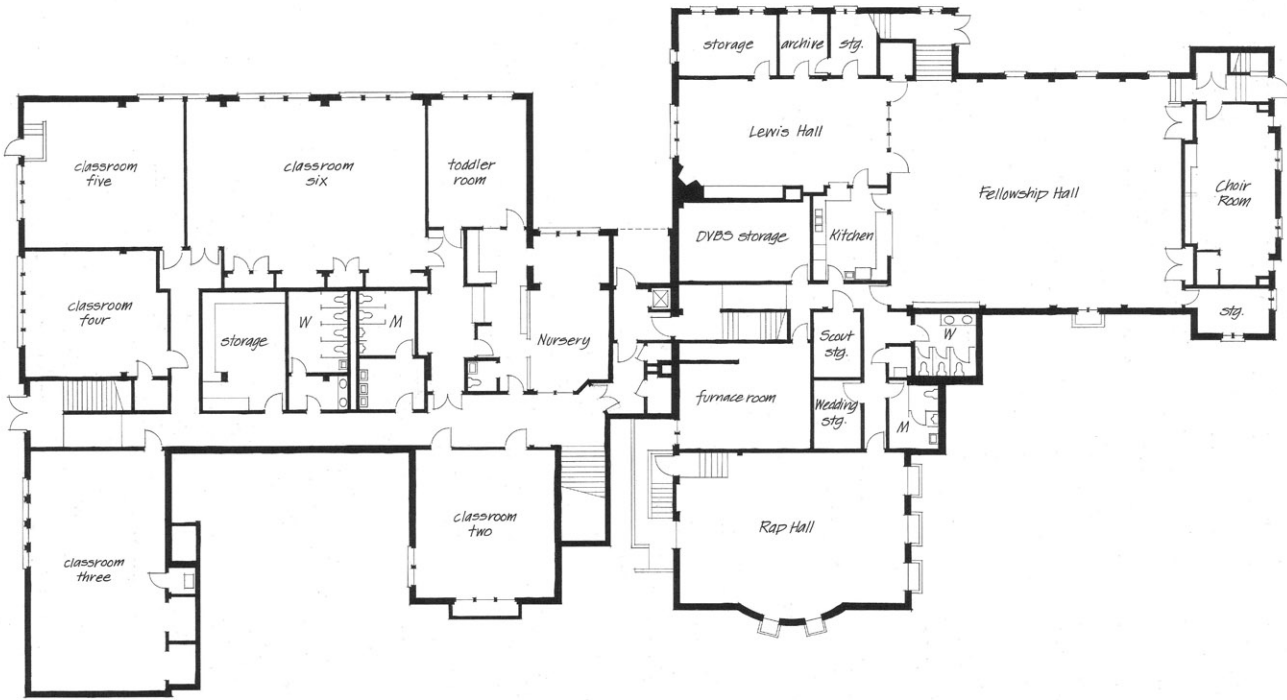 storage
archive
stg.
Lewis Hall
classroom
five
classroom
six
toddler
room
Fellowship Hall
Choir
Room
DVBS storage
Kitchen
classroom
four
storage
W
M
Nursery
Scout
stg.
W
stg.
furnace room
Wedding
stg.
M
classroom
three
classroom
two
Rap Hall